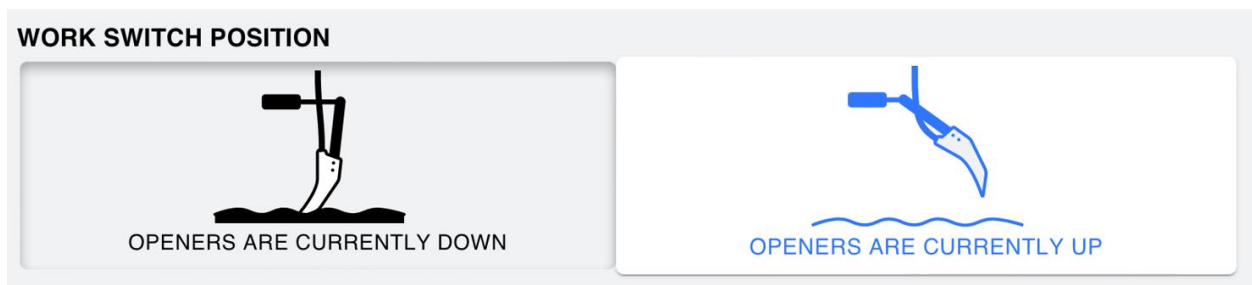 WORK SWITCH POSITION
OPENERS ARE CURRENTLY DOWN
OPENERS ARE CURRENTLY UP